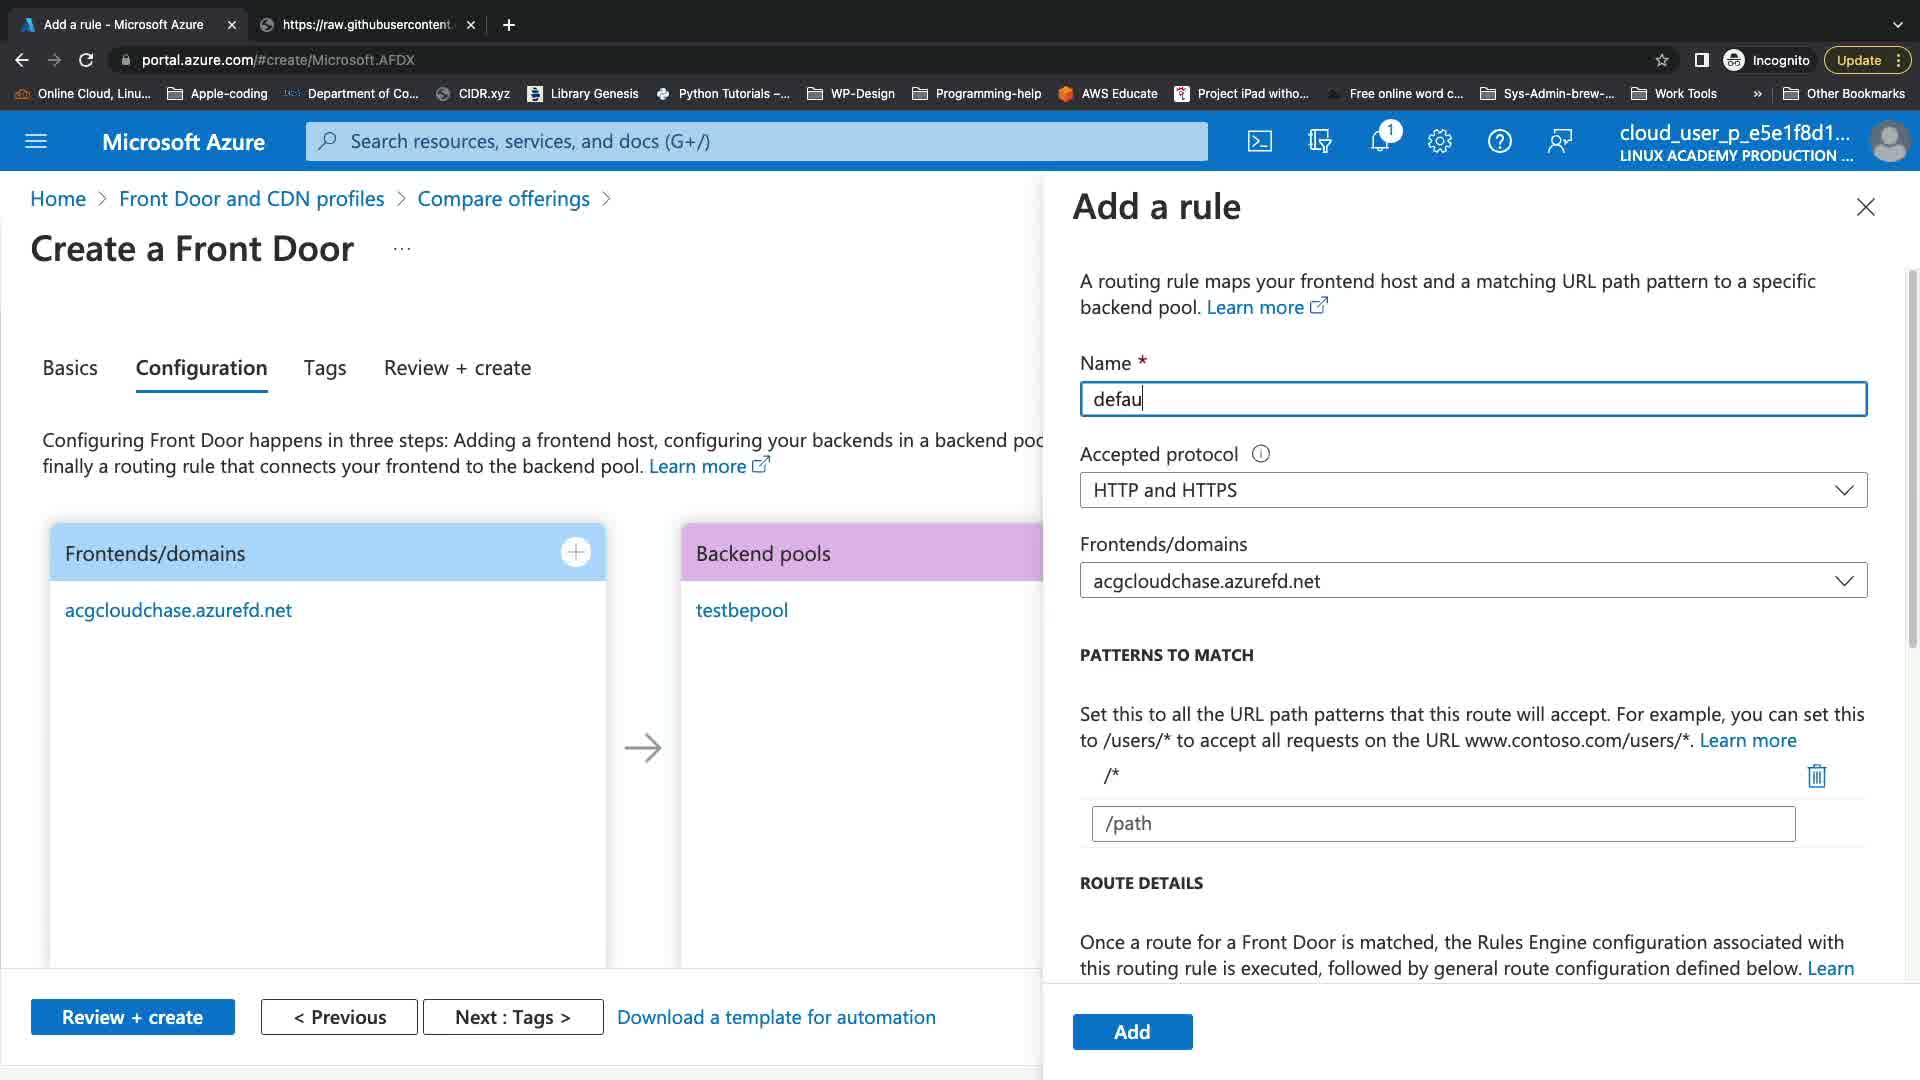 Add a rule - Microsoft Azure
https://raw.githubusercontent.
portal.azure.com/#create/Microsoft.AFDX
Incognito
Update
Online Cloud, Linu...
Apple-coding
Department of Co...
CIDR.xyz
Library Genesis
Python Tutorials –...
WP-Design
Programming-help
AWS Educate
Project iPad witho...
Free online word c...
Sys-Admin-brew-...
Work Tools
»
Other Bookmarks
Microsoft Azure
Search resources, services, and docs (G+/)
1
cloud_user_p_e5e1f8d1...
LINUX ACADEMY PRODUCTION ...
Home > Front Door and CDN profiles > Compare offerings >
Create a Front Door ...
Basics
Configuration
Tags
Review + create
Configuring Front Door happens in three steps: Adding a frontend host, configuring your backends in a backend poo
finally a routing rule that connects your frontend to the backend pool. Learn more
Frontends/domains
acgcloudchase.azurefd.net
Backend pools
testbepool
Review + create
< Previous
Next : Tags >
Download a template for automation
Add a rule
A routing rule maps your frontend host and a matching URL path pattern to a specific
backend pool. Learn more
Name *
defau
Accepted protocol
HTTP and HTTPS
Frontends/domains
acgcloudchase.azurefd.net
PATTERNS TO MATCH
Set this to all the URL path patterns that this route will accept. For example, you can set this
to /users/* to accept all requests on the URL www.contoso.com/users/*. Learn more
/*
/path
ROUTE DETAILS
Once a route for a Front Door is matched, the Rules Engine configuration associated with
this routing rule is executed, followed by general route configuration defined below. Learn
Add